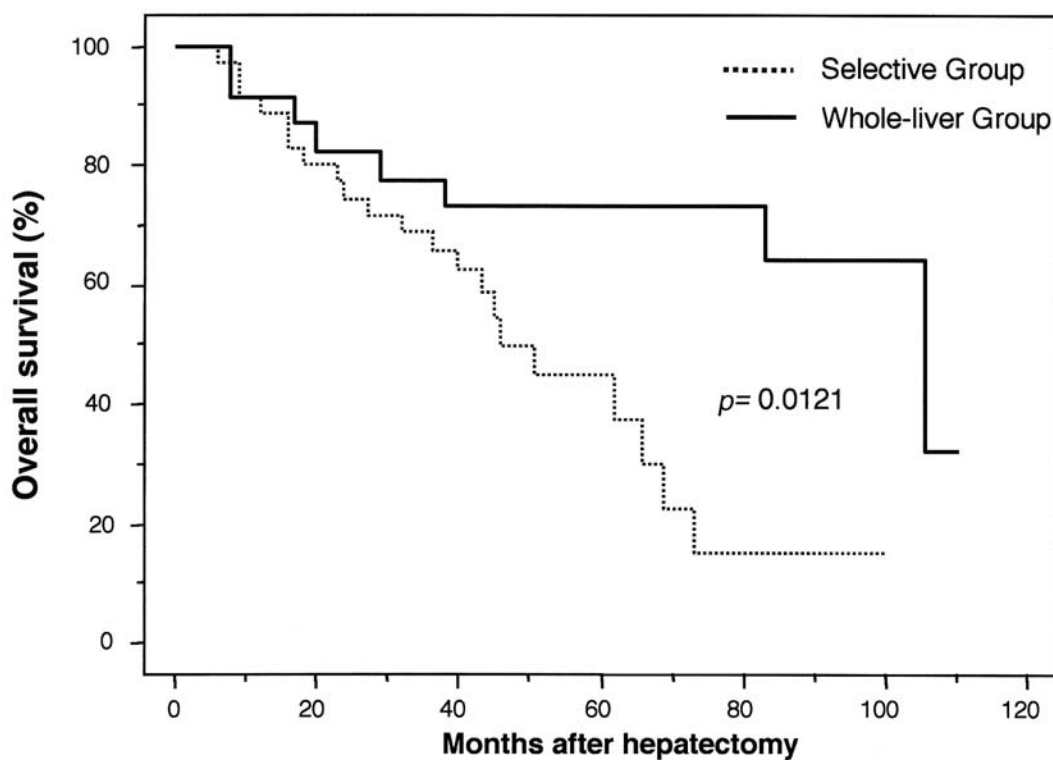 Overall survival (%)
100
80
60
40
20
0
Selective Group
Whole-liver Group
p= 0.0121
0 20 40 60 80 100 120
Months after hepatectomy